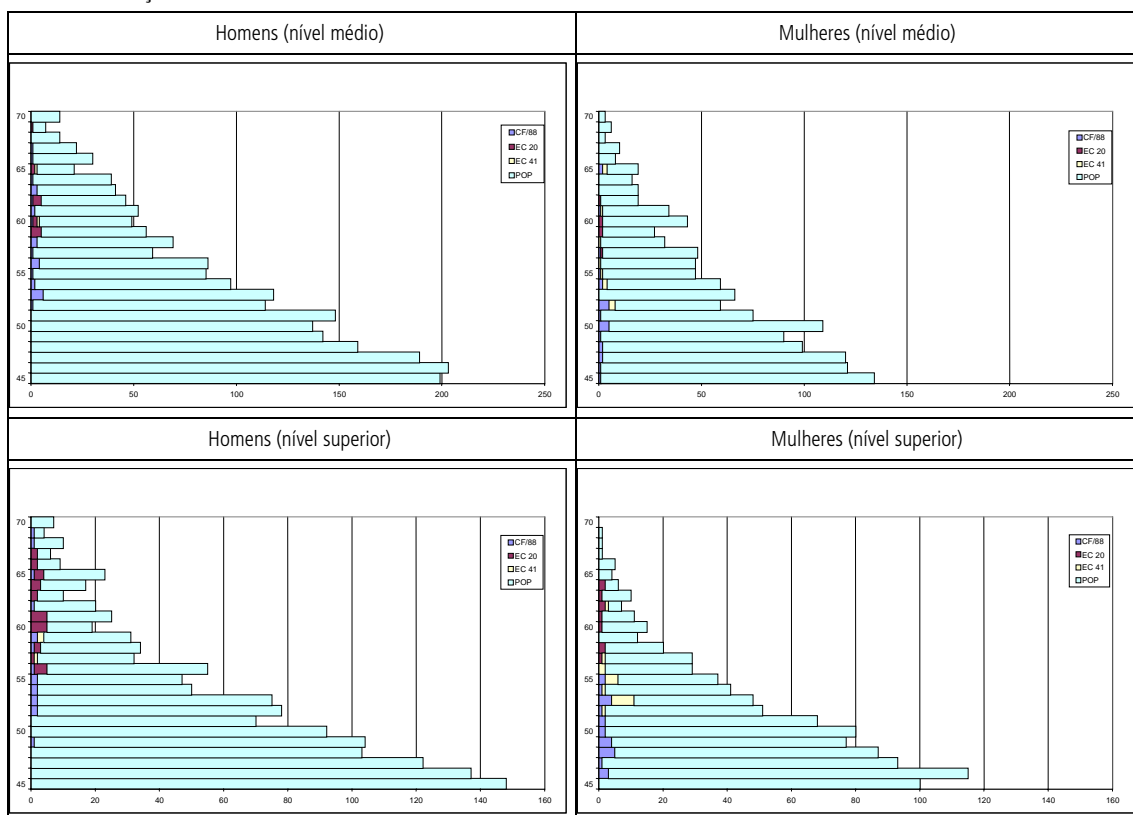 Homens (nível médio)
Mulheres (nível médio)
70
65
60
55
50
45
0 50 100 150 200 250
CF/88
EC 20
EC 41
POP
70
65
60
55
50
45
0 50 100 150 200 250
CF/88
EC 20
EC 41
POP
Homens (nível superior)
Mulheres (nível superior)
70
65
60
55
50
45
0 20 40 60 80 100 120 140 160
CF/88
EC 20
EC 41
POP
70
65
60
55
50
45
0 20 40 60 80 100 120 140 160
CF/88
EC 20
EC 41
POP